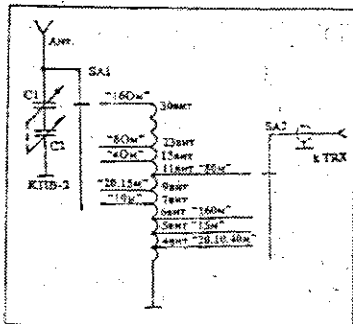 Ант.
SA1
C1
"160м"
30вит
C2
SA2
"80м"
23вит
"40м"
15вит
к TRX
КПВ-2
11вит "80м"
"20.15м"
9вит
"10м"
7вит
6вит "160м"
5вит "15м"
4вит "20.10.40м"